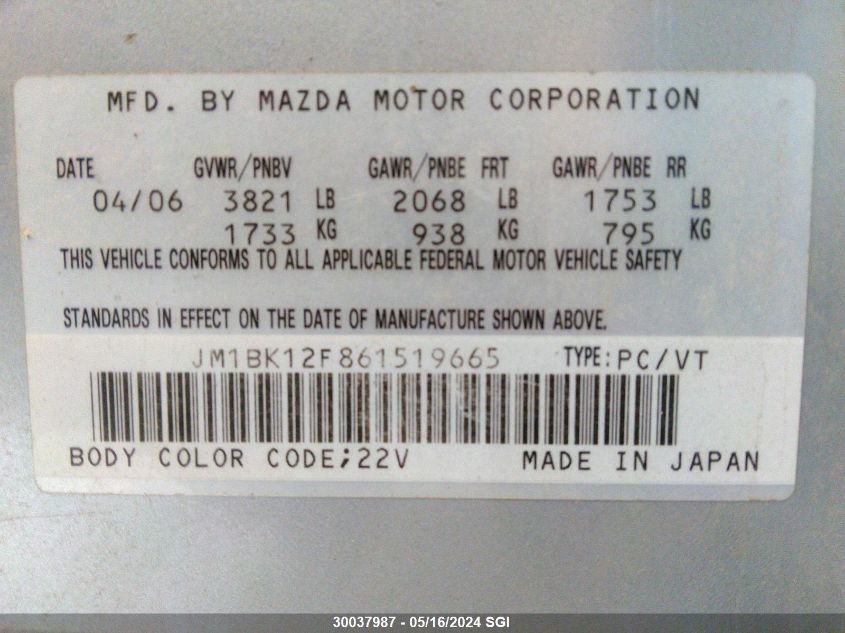 MFD. BY MAZDA MOTOR CORPORATION
DATE GVWR/PNBV GAWR/PNBE FRT GAWR/PNBE RR
04/06 3821 LB 2068 LB 1753 LB
1733 KG 938 KG 795 KG
THIS VEHICLE CONFORMS TO ALL APPLICABLE FEDERAL MOTOR VEHICLE SAFETY
STANDARDS IN EFFECT ON THE DATE OF MANUFACTURE SHOWN ABOVE.
JM1BK12F861519665 TYPE: PC/VT
BODY COLOR CODE;22V MADE IN JAPAN
30037987 - 05/16/2024 SGI